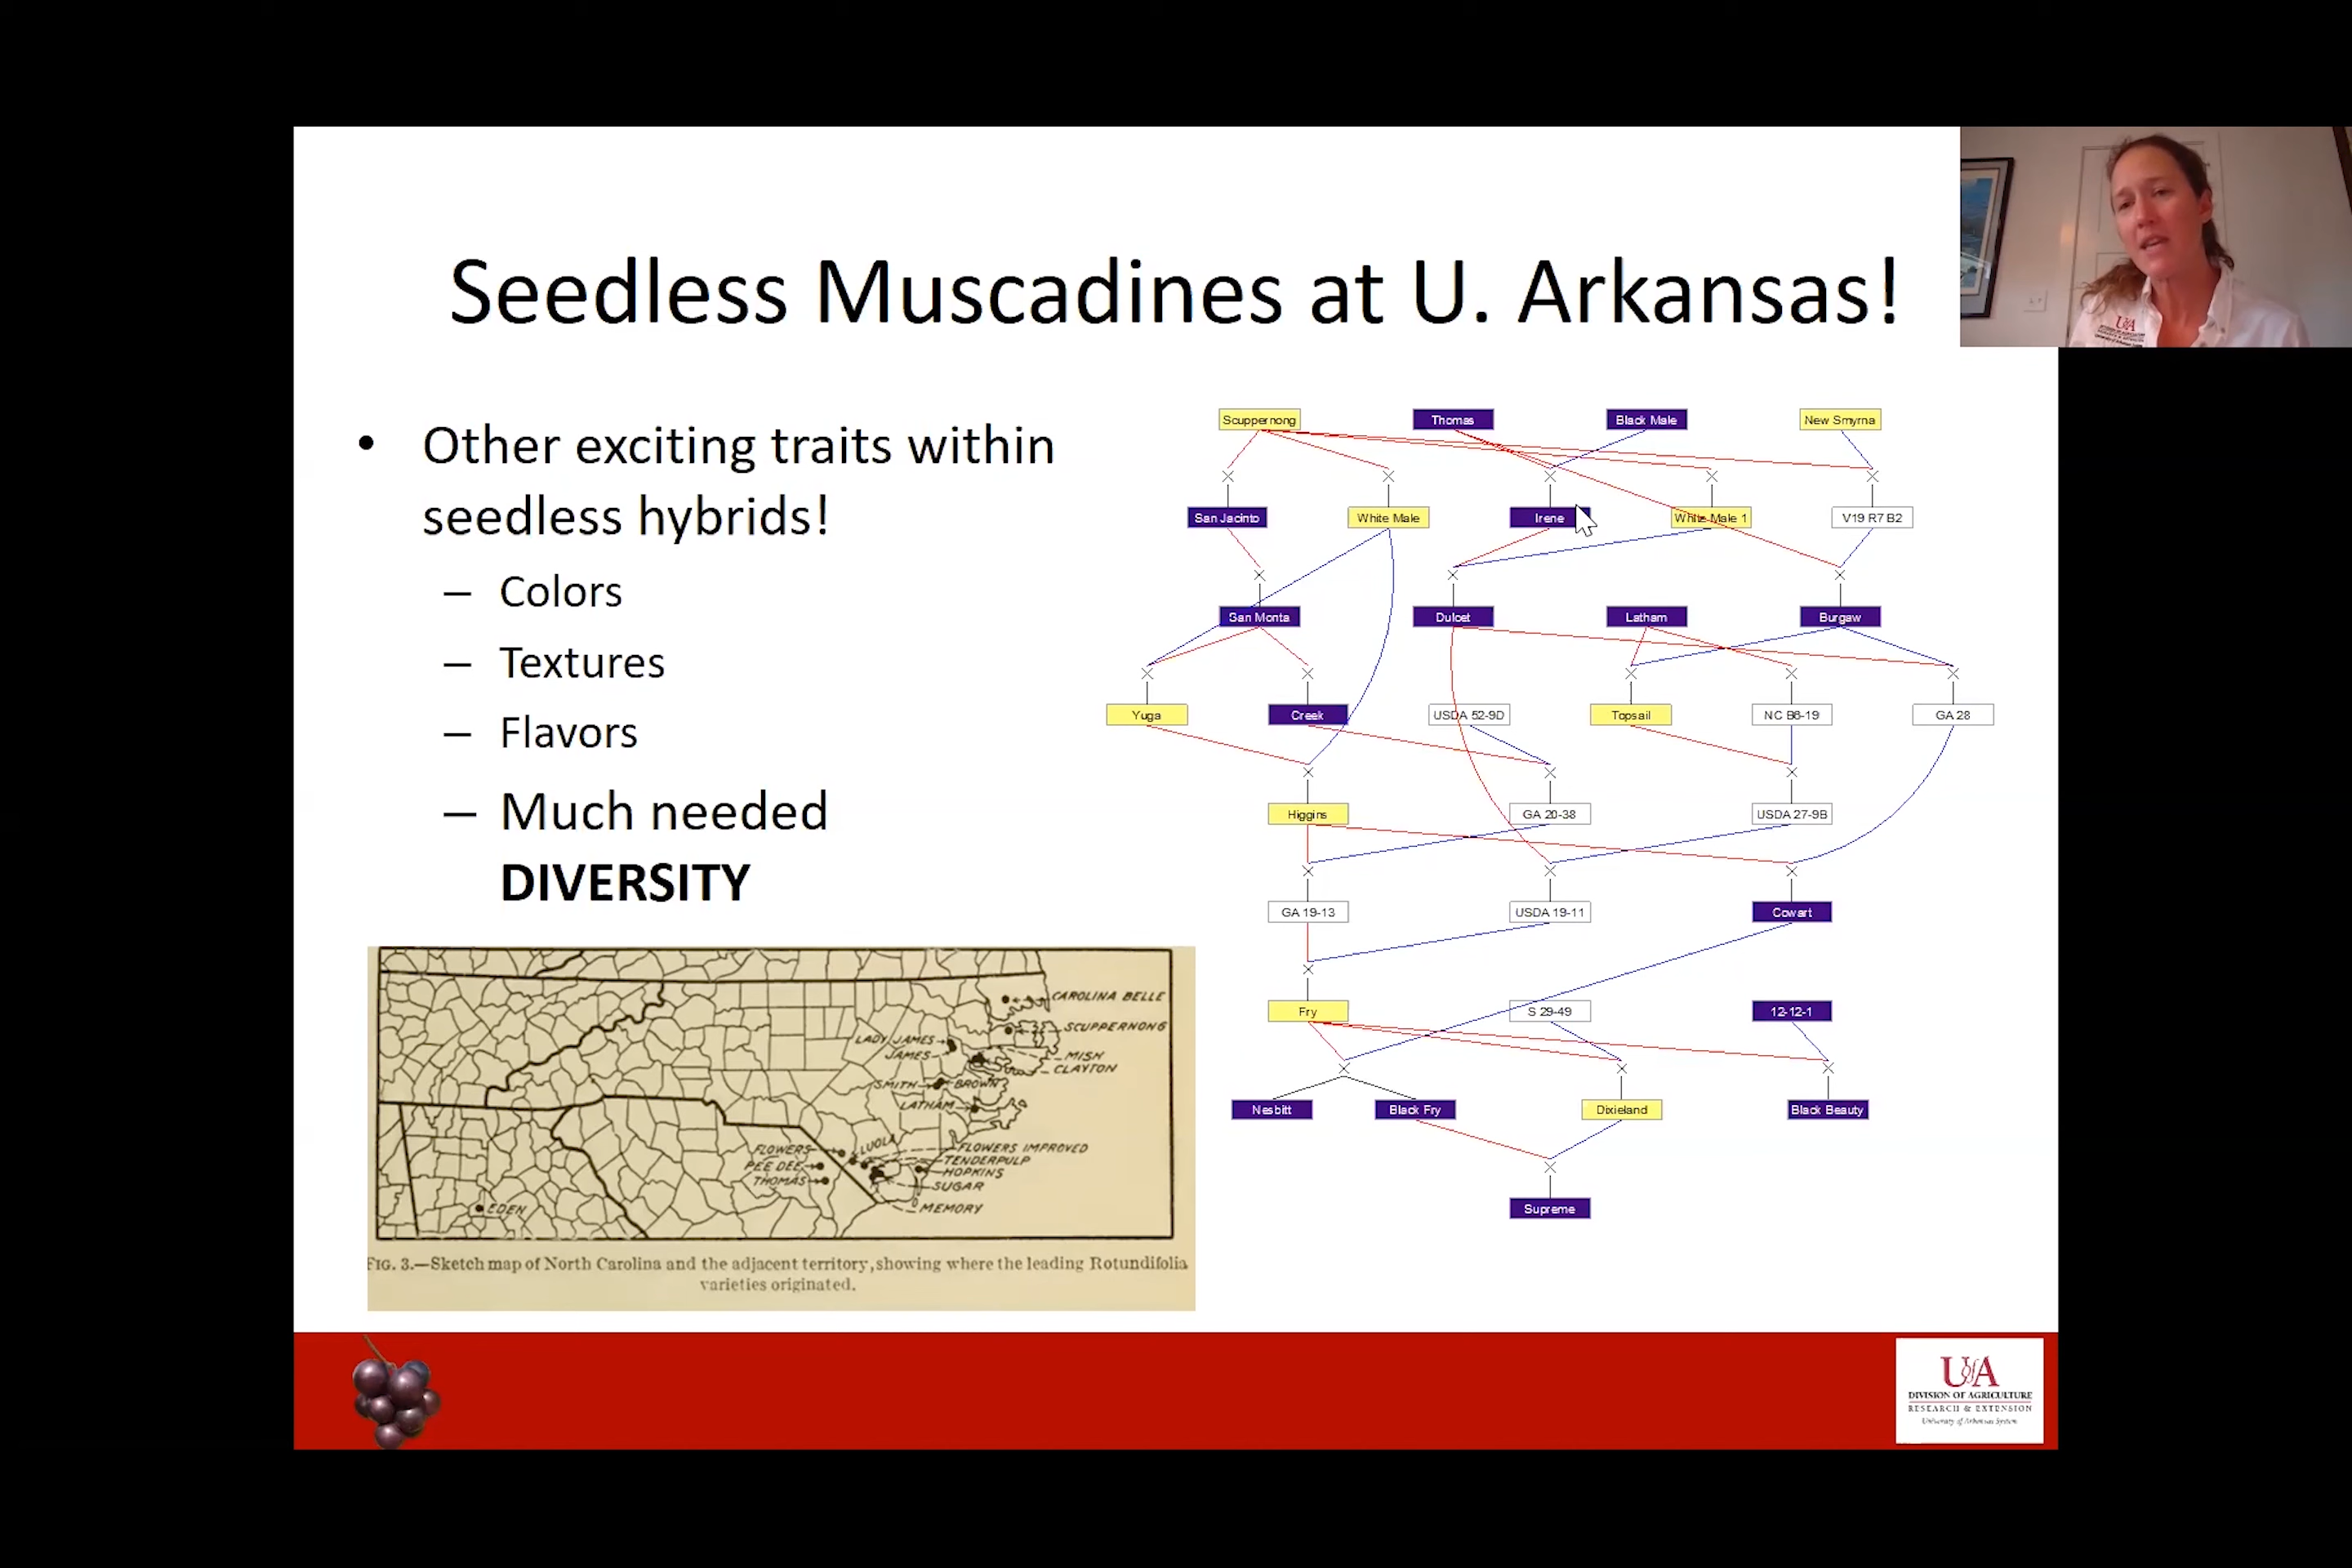 Seedless Muscadines at U. Arkansas!
• Other exciting traits within
seedless hybrids!
– Colors
– Textures
– Flavors
– Much needed
DIVERSITY
Scuppernong
Thomas
Black Male
New Smyrna
San Jacinto
White Male
Irene
White Male 1
V19 R7 B2
San Monta
Dulcet
Latham
Burgaw
Yuga
Creek
USDA 52-9D
Topsail
NC B8-19
GA 28
Higgins
GA 20-38
USDA 27-9B
GA 19-13
USDA 19-11
Cowart
Fry
S 29-49
12-12-1
Nesbitt
Black Fry
Dixieland
Black Beauty
Supreme
CAROLINA BELLE
SCUPPERNONG
LADY JAMES
JAMES
MISH
CLAYTON
SMITH
BROWN
LATHAM
FLOWERS
LUOLA
FLOWERS IMPROVED
PEE DEE
TENDERPULP
HOPKINS
THOMAS
SUGAR
MEMORY
EDEN
FIG. 3.—Sketch map of North Carolina and the adjacent territory, showing where the leading Rotundifolia
varieties originated.
UofA
DIVISION OF AGRICULTURE
RESEARCH & EXTENSION
University of Arkansas System